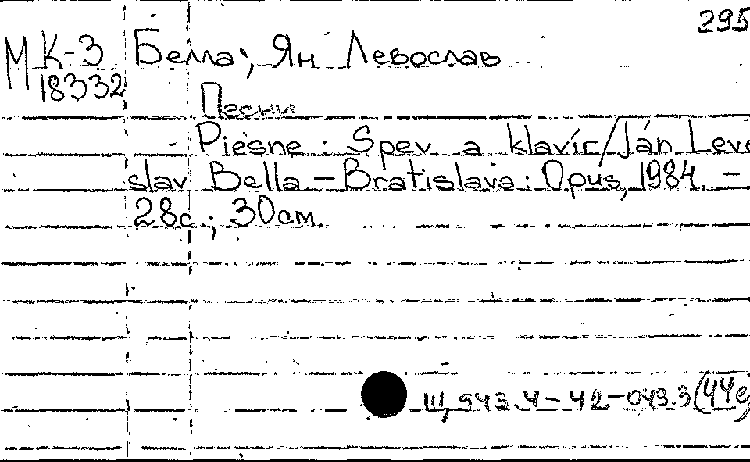 295
МК-3 Белла, Ян Левослав
18332
Песни
Piesne : Spev a klavír/Ján Levo
slav Bella – Bratislava: Opus, 1984. –
28с.; 30см.
Щ,943.4-42-043.3(44е)